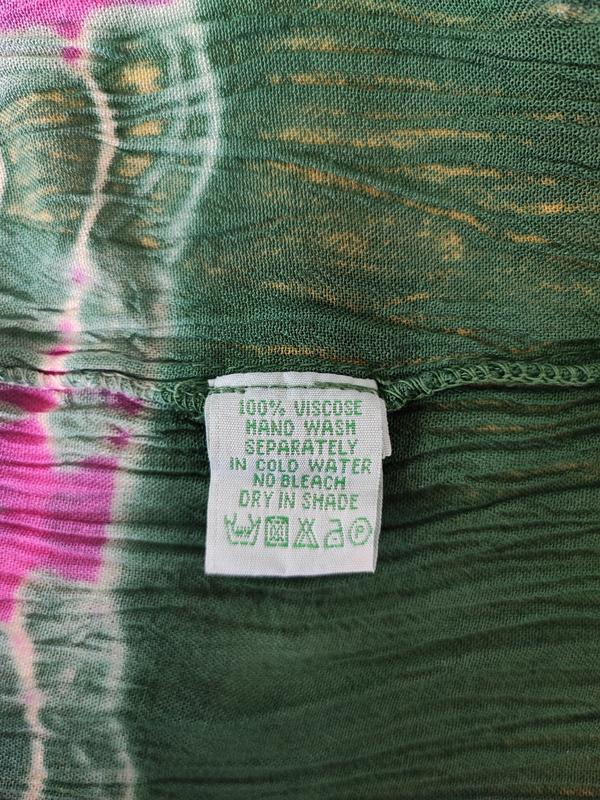 100% VISCOSE
HAND WASH
SEPARATELY
IN COLD WATER
NO BLEACH
DRY IN SHADE
P